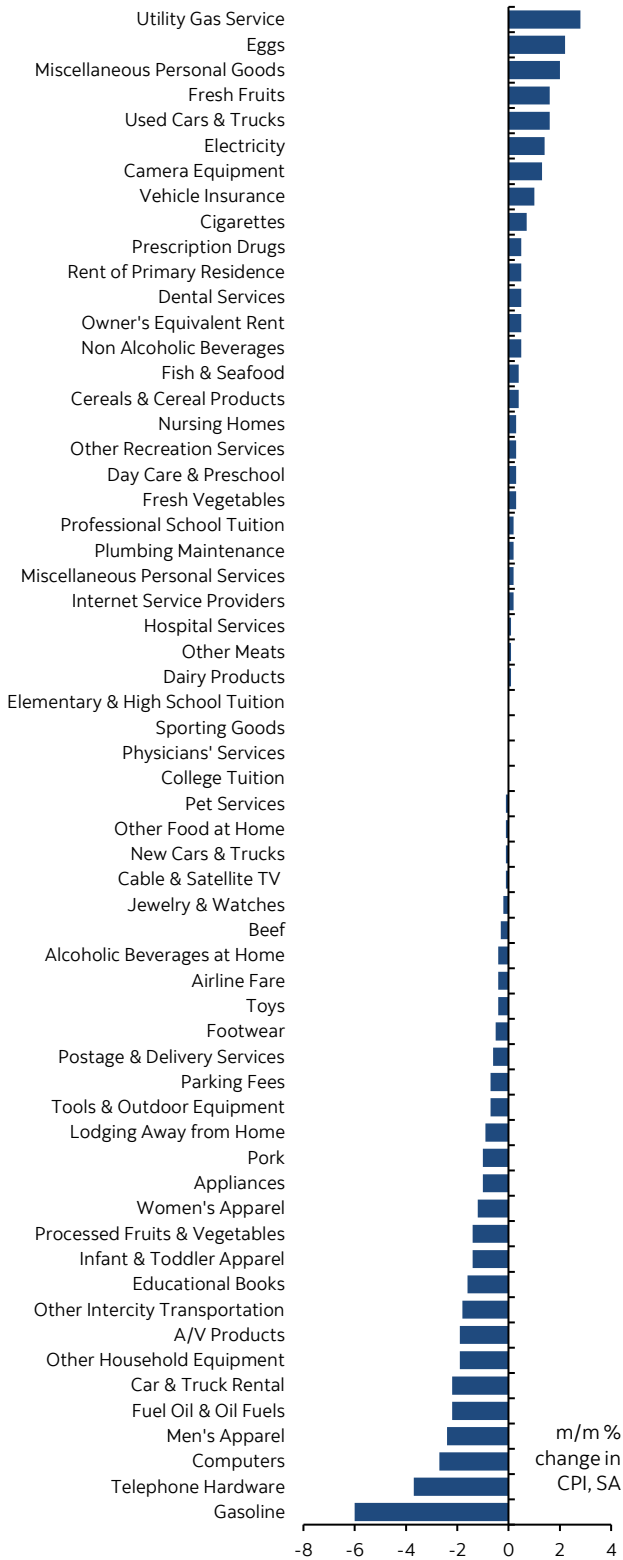 Utility Gas Service
Eggs
Miscellaneous Personal Goods
Fresh Fruits
Used Cars & Trucks
Electricity
Camera Equipment
Vehicle Insurance
Cigarettes
Prescription Drugs
Rent of Primary Residence
Dental Services
Owner's Equivalent Rent
Non Alcoholic Beverages
Fish & Seafood
Cereals & Cereal Products
Nursing Homes
Other Recreation Services
Day Care & Preschool
Fresh Vegetables
Professional School Tuition
Plumbing Maintenance
Miscellaneous Personal Services
Internet Service Providers
Hospital Services
Other Meats
Dairy Products
Elementary & High School Tuition
Sporting Goods
Physicians' Services
College Tuition
Pet Services
Other Food at Home
New Cars & Trucks
Cable & Satellite TV
Jewelry & Watches
Beef
Alcoholic Beverages at Home
Airline Fare
Toys
Footwear
Postage & Delivery Services
Parking Fees
Tools & Outdoor Equipment
Lodging Away from Home
Pork
Appliances
Women's Apparel
Processed Fruits & Vegetables
Infant & Toddler Apparel
Educational Books
Other Intercity Transportation
A/V Products
Other Household Equipment
Car & Truck Rental
Fuel Oil & Oil Fuels
Men's Apparel
Computers
Telephone Hardware
Gasoline
m/m %
change in
CPI, SA
-8 -6 -4 -2 0 2 4